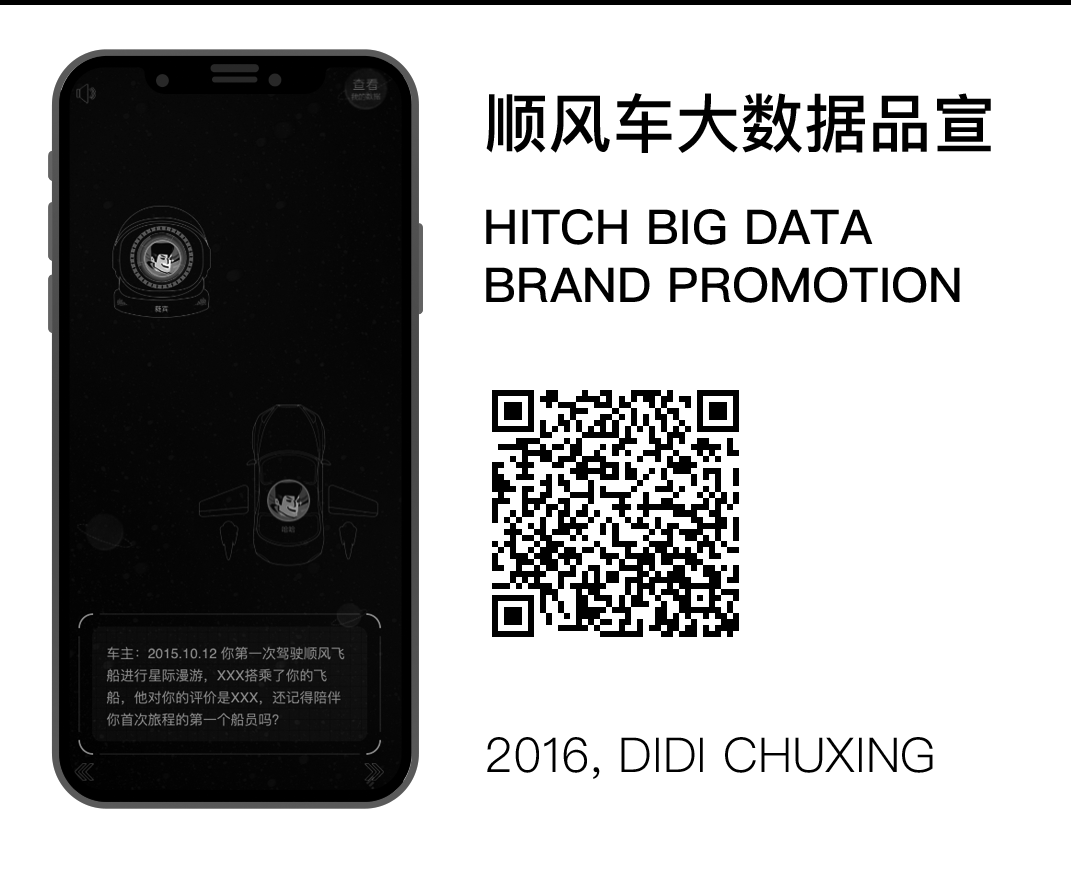 查看
顺风车大数据品宣
HITCH BIG DATA
BRAND PROMOTION
车主：2015.10.12 你第一次驾驶顺风飞
船进行星际漫游，XXX搭乘了你的飞
船，他对你的评价是XXX，还记得陪伴
你首次旅程的第一个船员吗？
2016, DIDI CHUXING